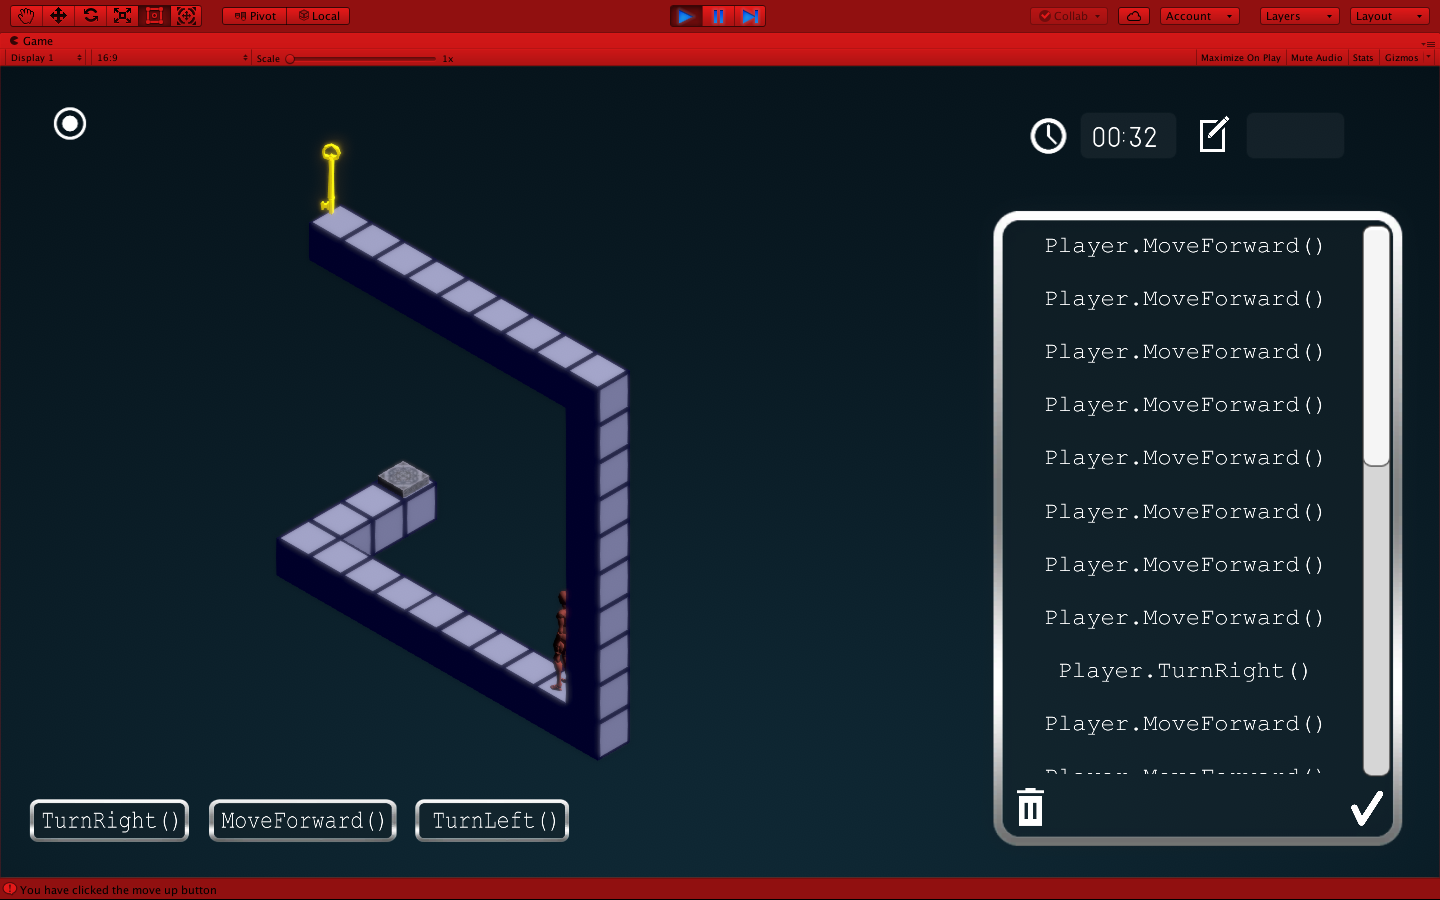 Pivot Local Collab Account Layers Layout
Game
Display 1 16:9 Scale 1x Maximize On Play Mute Audio Stats Gizmos
00:32
Player.MoveForward()
Player.MoveForward()
Player.MoveForward()
Player.MoveForward()
Player.MoveForward()
Player.MoveForward()
Player.MoveForward()
Player.MoveForward()
Player.TurnRight()
Player.MoveForward()
Player.MoveForward()
TurnRight() MoveForward() TurnLeft()
You have clicked the move up button